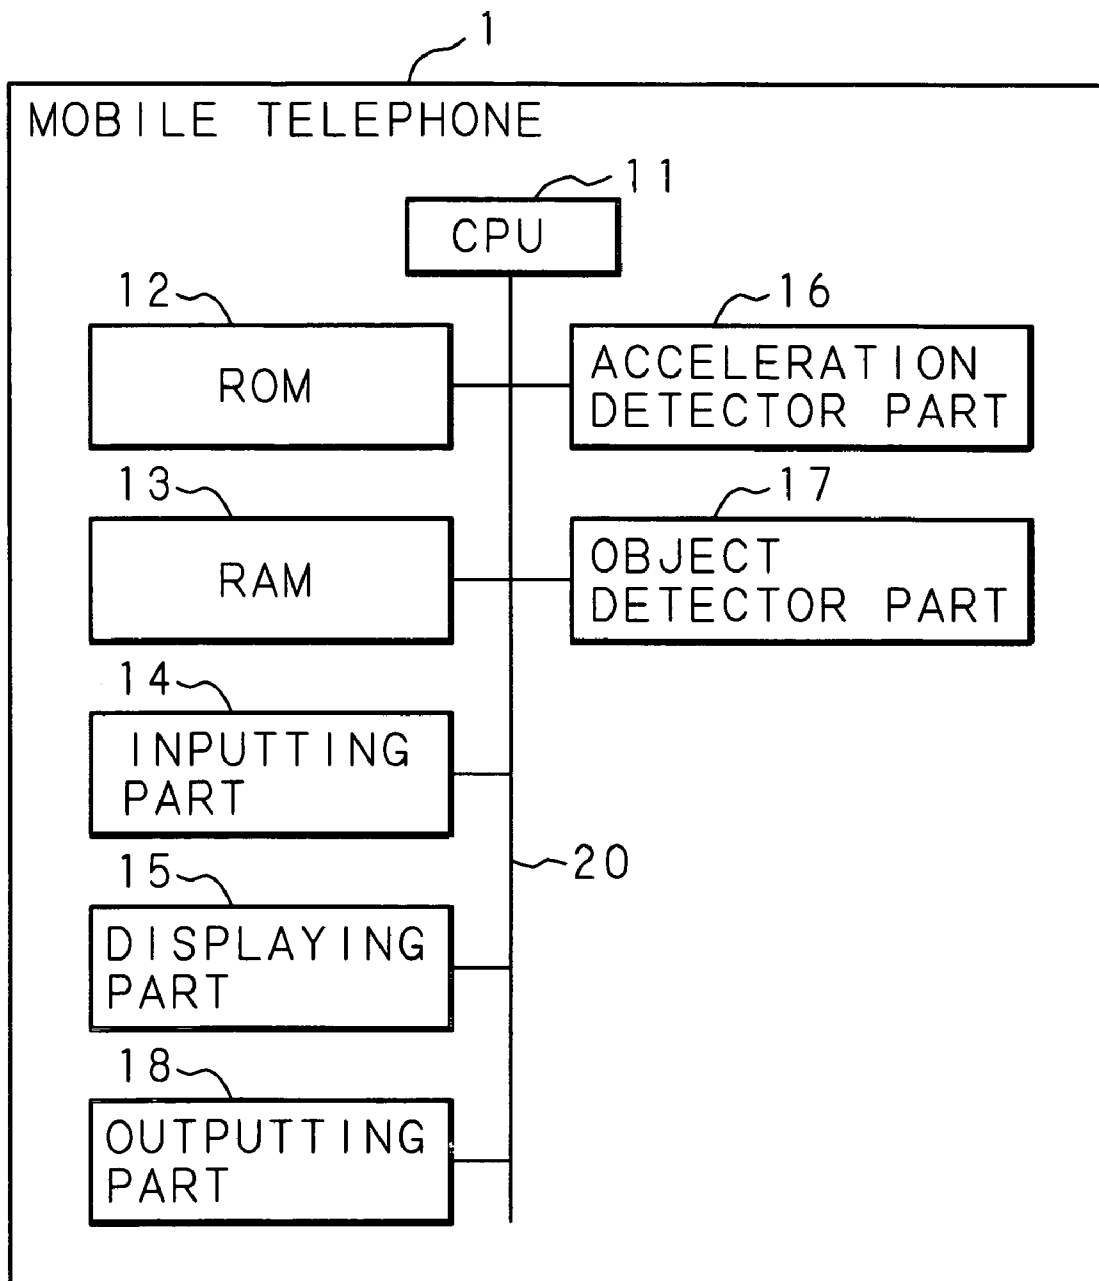 1
MOBILE TELEPHONE
11
CPU
12
ROM
16
ACCELERATION
DETECTOR PART
13
RAM
17
OBJECT
DETECTOR PART
14
INPUTTING
PART
20
15
DISPLAYING
PART
18
OUTPUTTING
PART